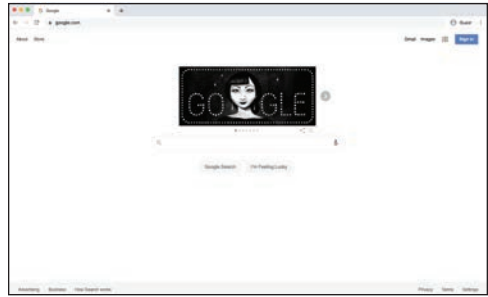 Google
google.com
Guest
About Store
Gmail Images
Sign in
GOOGLE
Google Search I'm Feeling Lucky
Advertising Business How Search works
Privacy Terms Settings